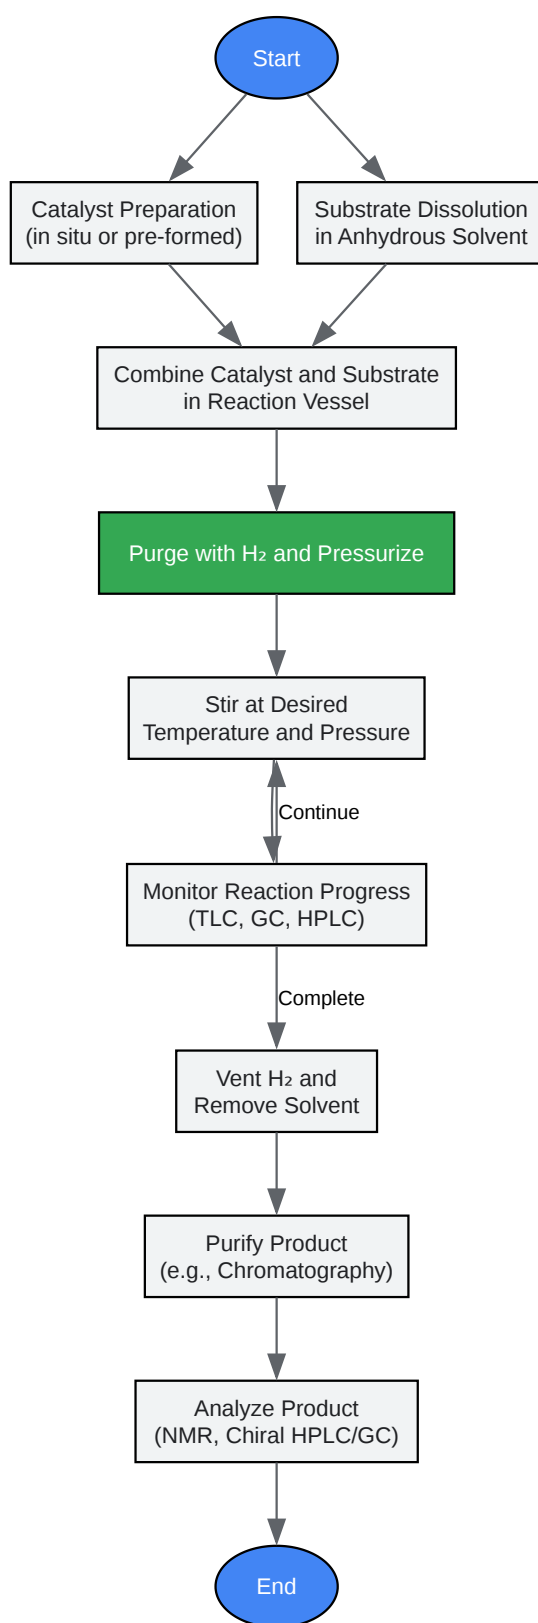 Start
Catalyst Preparation
(in situ or pre-formed)
Substrate Dissolution
in Anhydrous Solvent
Combine Catalyst and Substrate
in Reaction Vessel
Purge with H₂ and Pressurize
Stir at Desired
Temperature and Pressure
Continue
Monitor Reaction Progress
(TLC, GC, HPLC)
Complete
Vent H₂ and
Remove Solvent
Purify Product
(e.g., Chromatography)
Analyze Product
(NMR, Chiral HPLC/GC)
End